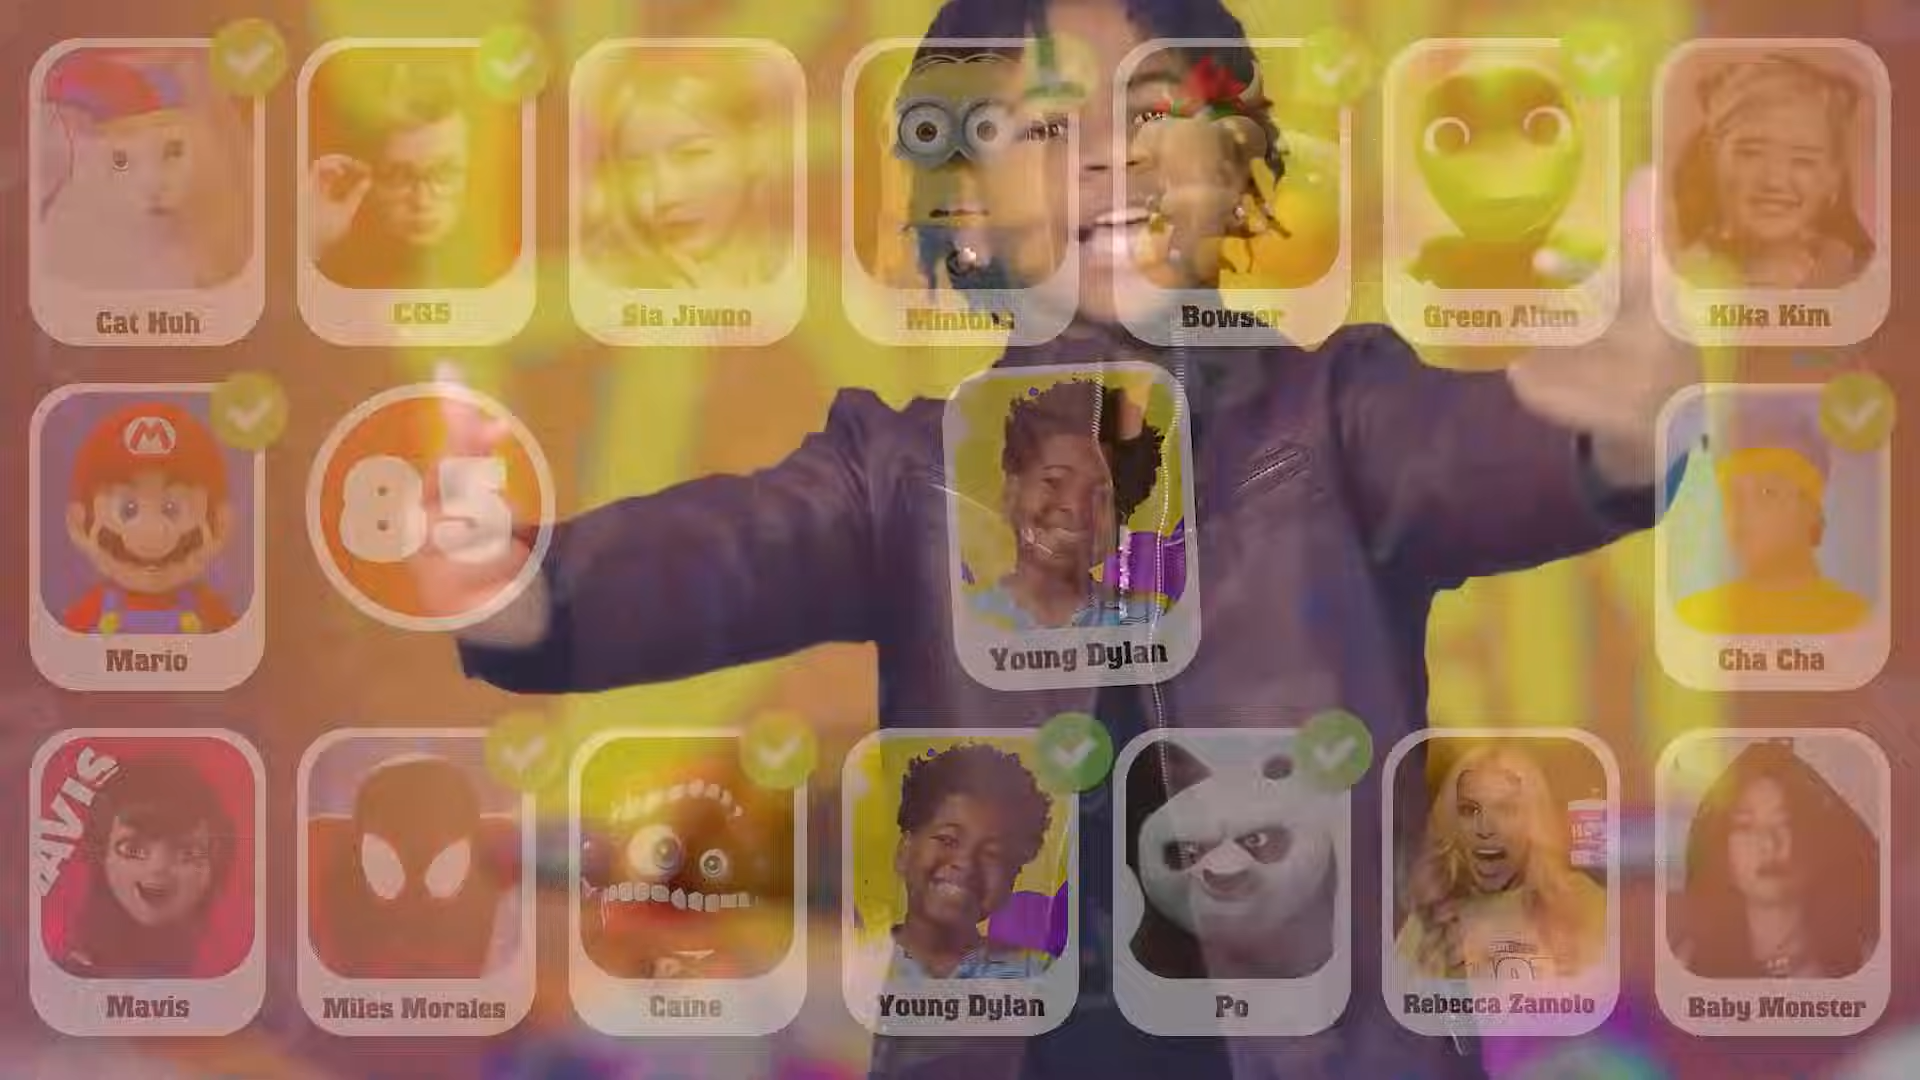 Cat Huh
CG5
Sia Jiwoo
Minions
Bowser
Green Alien
Kika Kim
M
85
Young Dylan
Mario
Cha Cha
MAVIS
Mavis
Miles Morales
Caine
Young Dylan
Po
Rebecca Zamolo
Baby Monster